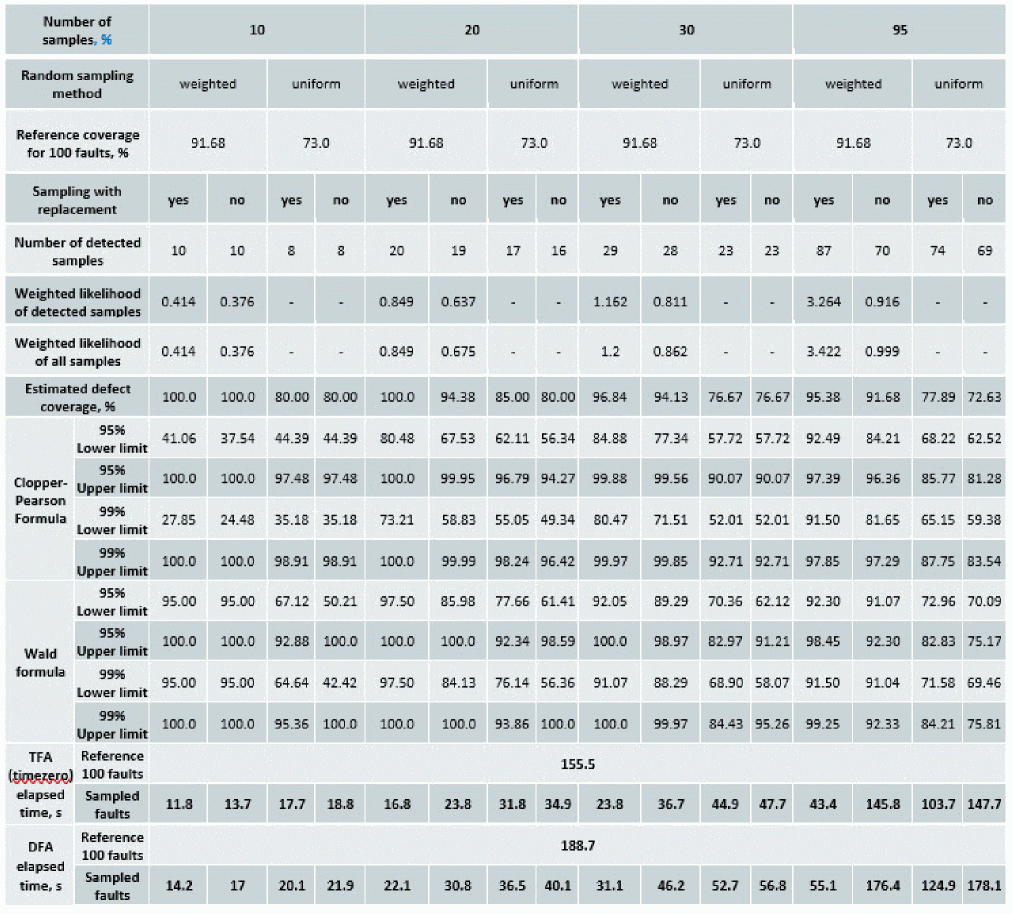 Number of samples, % 10 20 30 95
Random sampling method weighted uniform weighted uniform weighted uniform weighted uniform
Reference coverage for 100 faults, % 91.68 73.0 91.68 73.0 91.68 73.0 91.68 73.0
Sampling with replacement yes no yes no yes no yes no yes no yes no yes no yes no
Number of detected samples 10 10 8 8 20 19 17 16 29 28 23 23 87 70 74 69
Weighted likelihood of detected samples 0.414 0.376 - - 0.849 0.637 - - 1.162 0.811 - - 3.264 0.916 - -
Weighted likelihood of all samples 0.414 0.376 - - 0.849 0.675 - - 1.2 0.862 - - 3.422 0.999 - -
Estimated defect coverage, % 100.0 100.0 80.00 80.00 100.0 94.38 85.00 80.00 96.84 94.13 76.67 76.67 95.38 91.68 77.89 72.63
Clopper-Pearson Formula
95% Lower limit 41.06 37.54 44.39 44.39 80.48 67.53 62.11 56.34 84.88 77.34 57.72 57.72 92.49 84.21 68.22 62.52
95% Upper limit 100.0 100.0 97.48 97.48 100.0 99.95 96.79 94.27 99.88 99.56 90.07 90.07 97.39 96.36 85.77 81.28
99% Lower limit 27.85 24.48 35.18 35.18 73.21 58.83 55.05 49.34 80.47 71.51 52.01 52.01 91.50 81.65 65.15 59.38
99% Upper limit 100.0 100.0 98.91 98.91 100.0 99.99 98.24 96.42 99.97 99.85 92.71 92.71 97.85 97.29 87.75 83.54
Wald formula
95% Lower limit 95.00 95.00 67.12 50.21 97.50 85.98 77.66 61.41 92.05 89.29 70.36 62.12 92.30 91.07 72.96 70.09
95% Upper limit 100.0 100.0 92.88 100.0 100.0 100.0 92.34 98.59 100.0 98.97 82.97 91.21 98.45 92.30 82.83 75.17
99% Lower limit 95.00 95.00 64.64 42.42 97.50 84.13 76.14 56.36 91.07 88.29 68.90 58.07 91.50 91.04 71.58 69.46
99% Upper limit 100.0 100.0 95.36 100.0 100.0 100.0 93.86 100.0 100.0 99.97 84.43 95.26 99.25 92.33 84.21 75.81
TFA (timezero) elapsed time, s
Reference 100 faults 155.5
Sampled faults 11.8 13.7 17.7 18.8 16.8 23.8 31.8 34.9 23.8 36.7 44.9 47.7 43.4 145.8 103.7 147.7
DFA elapsed time, s
Reference 100 faults 188.7
Sampled faults 14.2 17 20.1 21.9 22.1 30.8 36.5 40.1 31.1 46.2 52.7 56.8 55.1 176.4 124.9 178.1